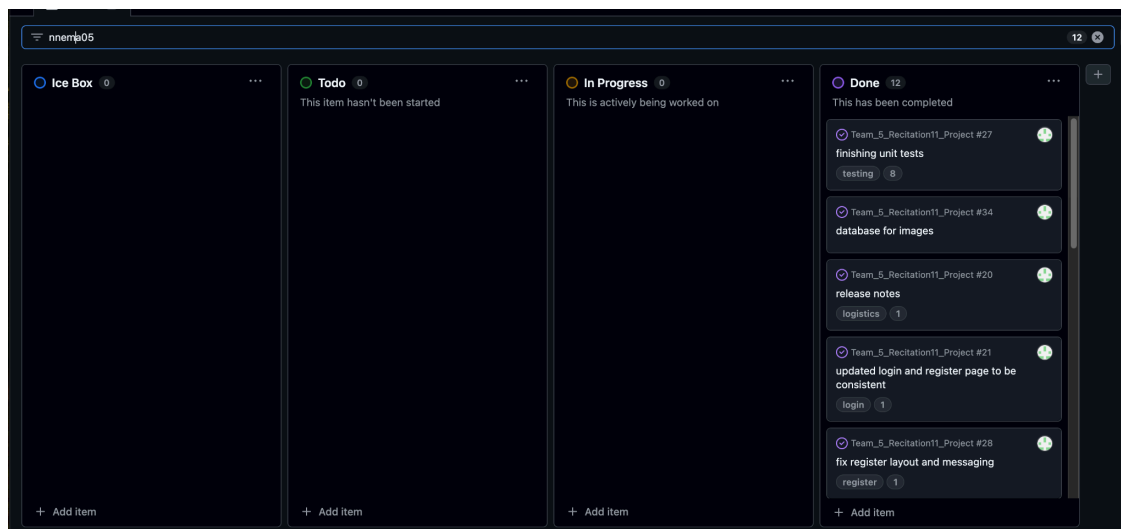 nnema05
12
Ice Box 0
Todo 0
This item hasn't been started
In Progress 0
This is actively being worked on
Done 12
This has been completed
Team_5_Recitation11_Project #27
finishing unit tests
testing 8
Team_5_Recitation11_Project #34
database for images
Team_5_Recitation11_Project #20
release notes
logistics 1
Team_5_Recitation11_Project #21
updated login and register page to be
consistent
login 1
Team_5_Recitation11_Project #28
fix register layout and messaging
register 1
+ Add item
+ Add item
+ Add item
+ Add item